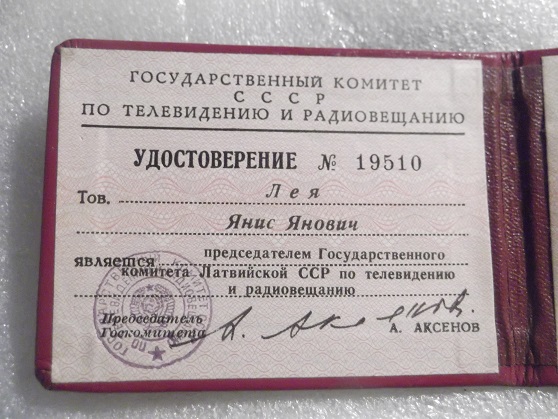 ГОСУДАРСТВЕННЫЙ КОМИТЕТ
СССР
ПО ТЕЛЕВИДЕНИЮ И РАДИОВЕЩАНИЮ
УДОСТОВЕРЕНИЕ № 19510
Тов. Лея
Янис Янович
является председателем Государственного
комитета Латвийской ССР по телевидению
и радиовещанию
Председатель
Госкомитета
А. АКСЕНОВ